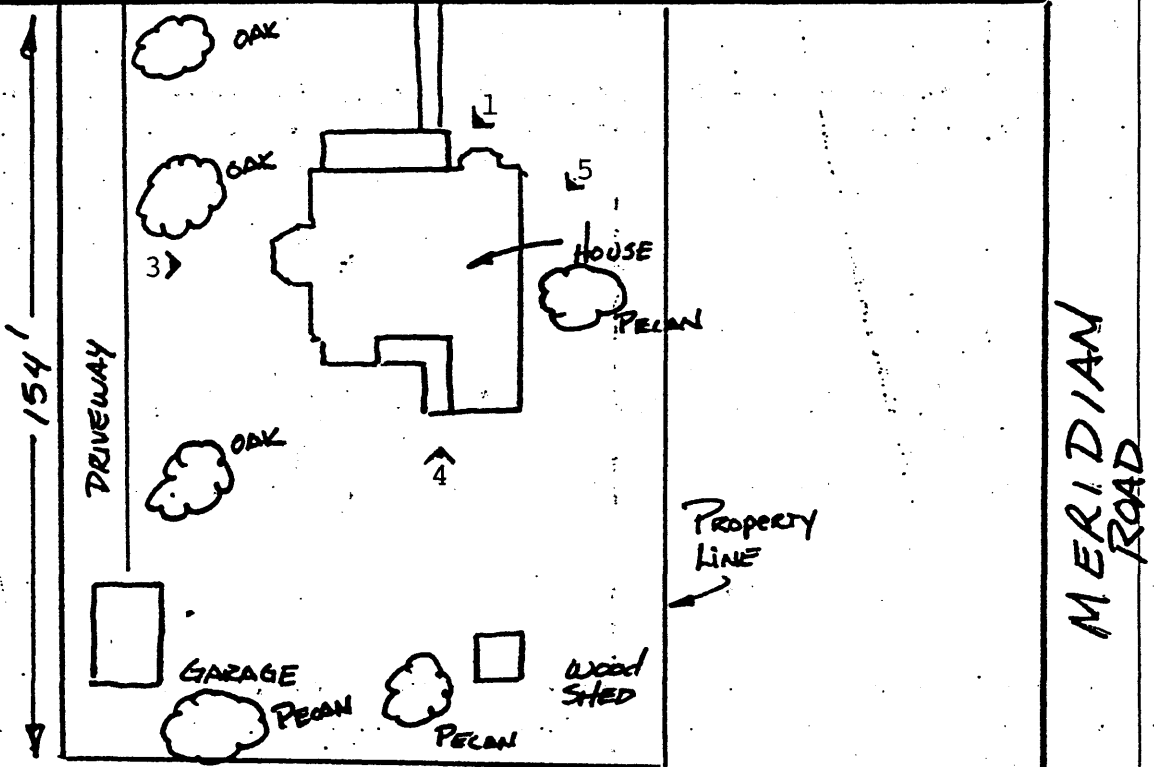 OAK
1
OAK
5
3
HOUSE
PECAN
154'
DRIVEWAY
OAK
4
PROPERTY
LINE
MERIDIAN
ROAD
GARAGE
WOOD
SHED
PECAN
PECAN